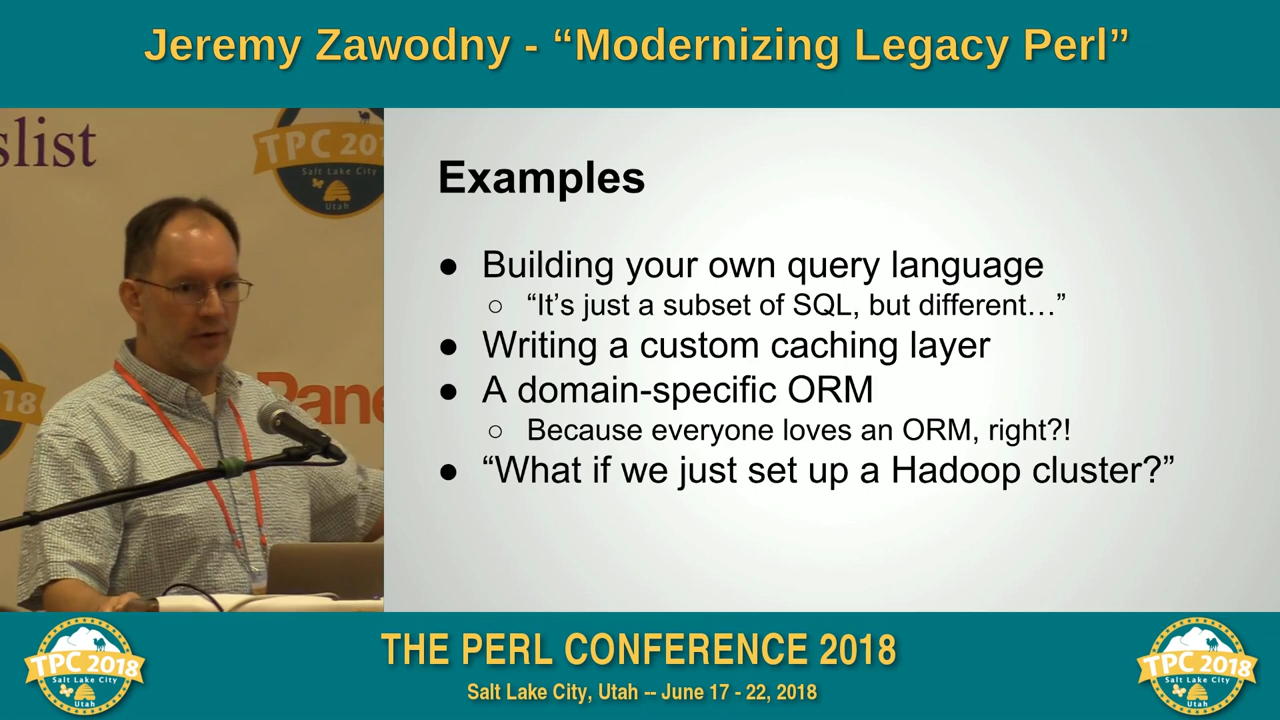 Jeremy Zawodny - “Modernizing Legacy Perl”
slist
TPC 201
Salt Lake City
Utah
18
Pane
Examples
● Building your own query language
○ “It’s just a subset of SQL, but different…”
● Writing a custom caching layer
● A domain-specific ORM
○ Because everyone loves an ORM, right?!
● “What if we just set up a Hadoop cluster?”
TPC 2018
Salt Lake City
Utah
THE PERL CONFERENCE 2018
Salt Lake City, Utah -- June 17 - 22, 2018
TPC 2018
Salt Lake City
Utah